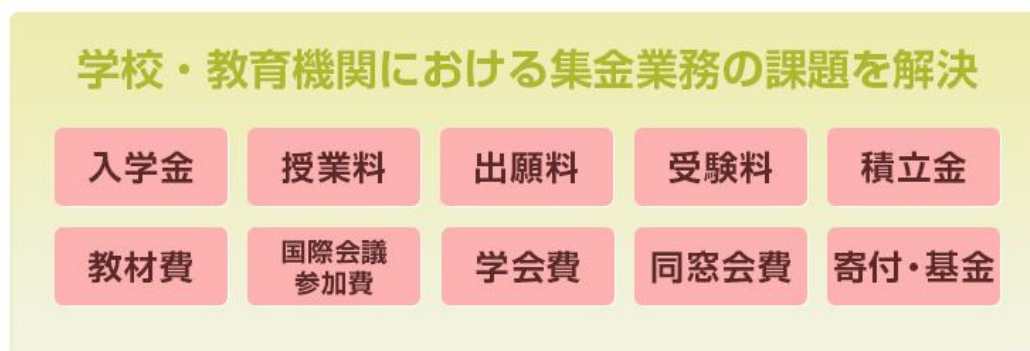 学校・教育機関における集金業務の課題を解決
入学金
授業料
出願料
受験料
積立金
教材費
国際会議
参加費
学会費
同窓会費
寄付・基金